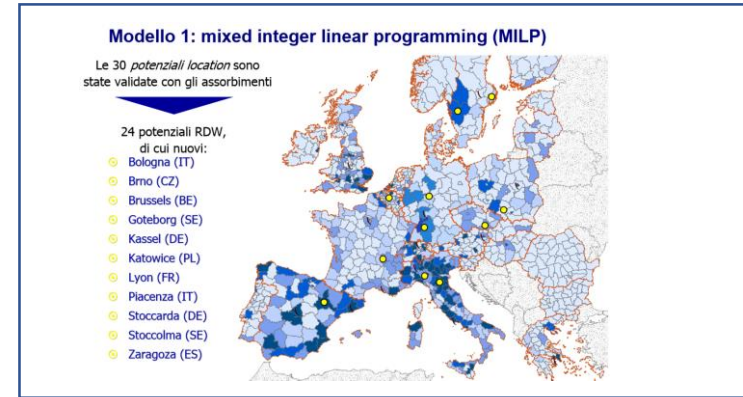 Modello 1: mixed integer linear programming (MILP)
Le 30 potenziali location sono
state validate con gli assorbimenti
24 potenziali RDW,
di cui nuovi:
Bologna (IT)
Brno (CZ)
Brussels (BE)
Goteborg (SE)
Kassel (DE)
Katowice (PL)
Lyon (FR)
Piacenza (IT)
Stoccarda (DE)
Stoccolma (SE)
Zaragoza (ES)